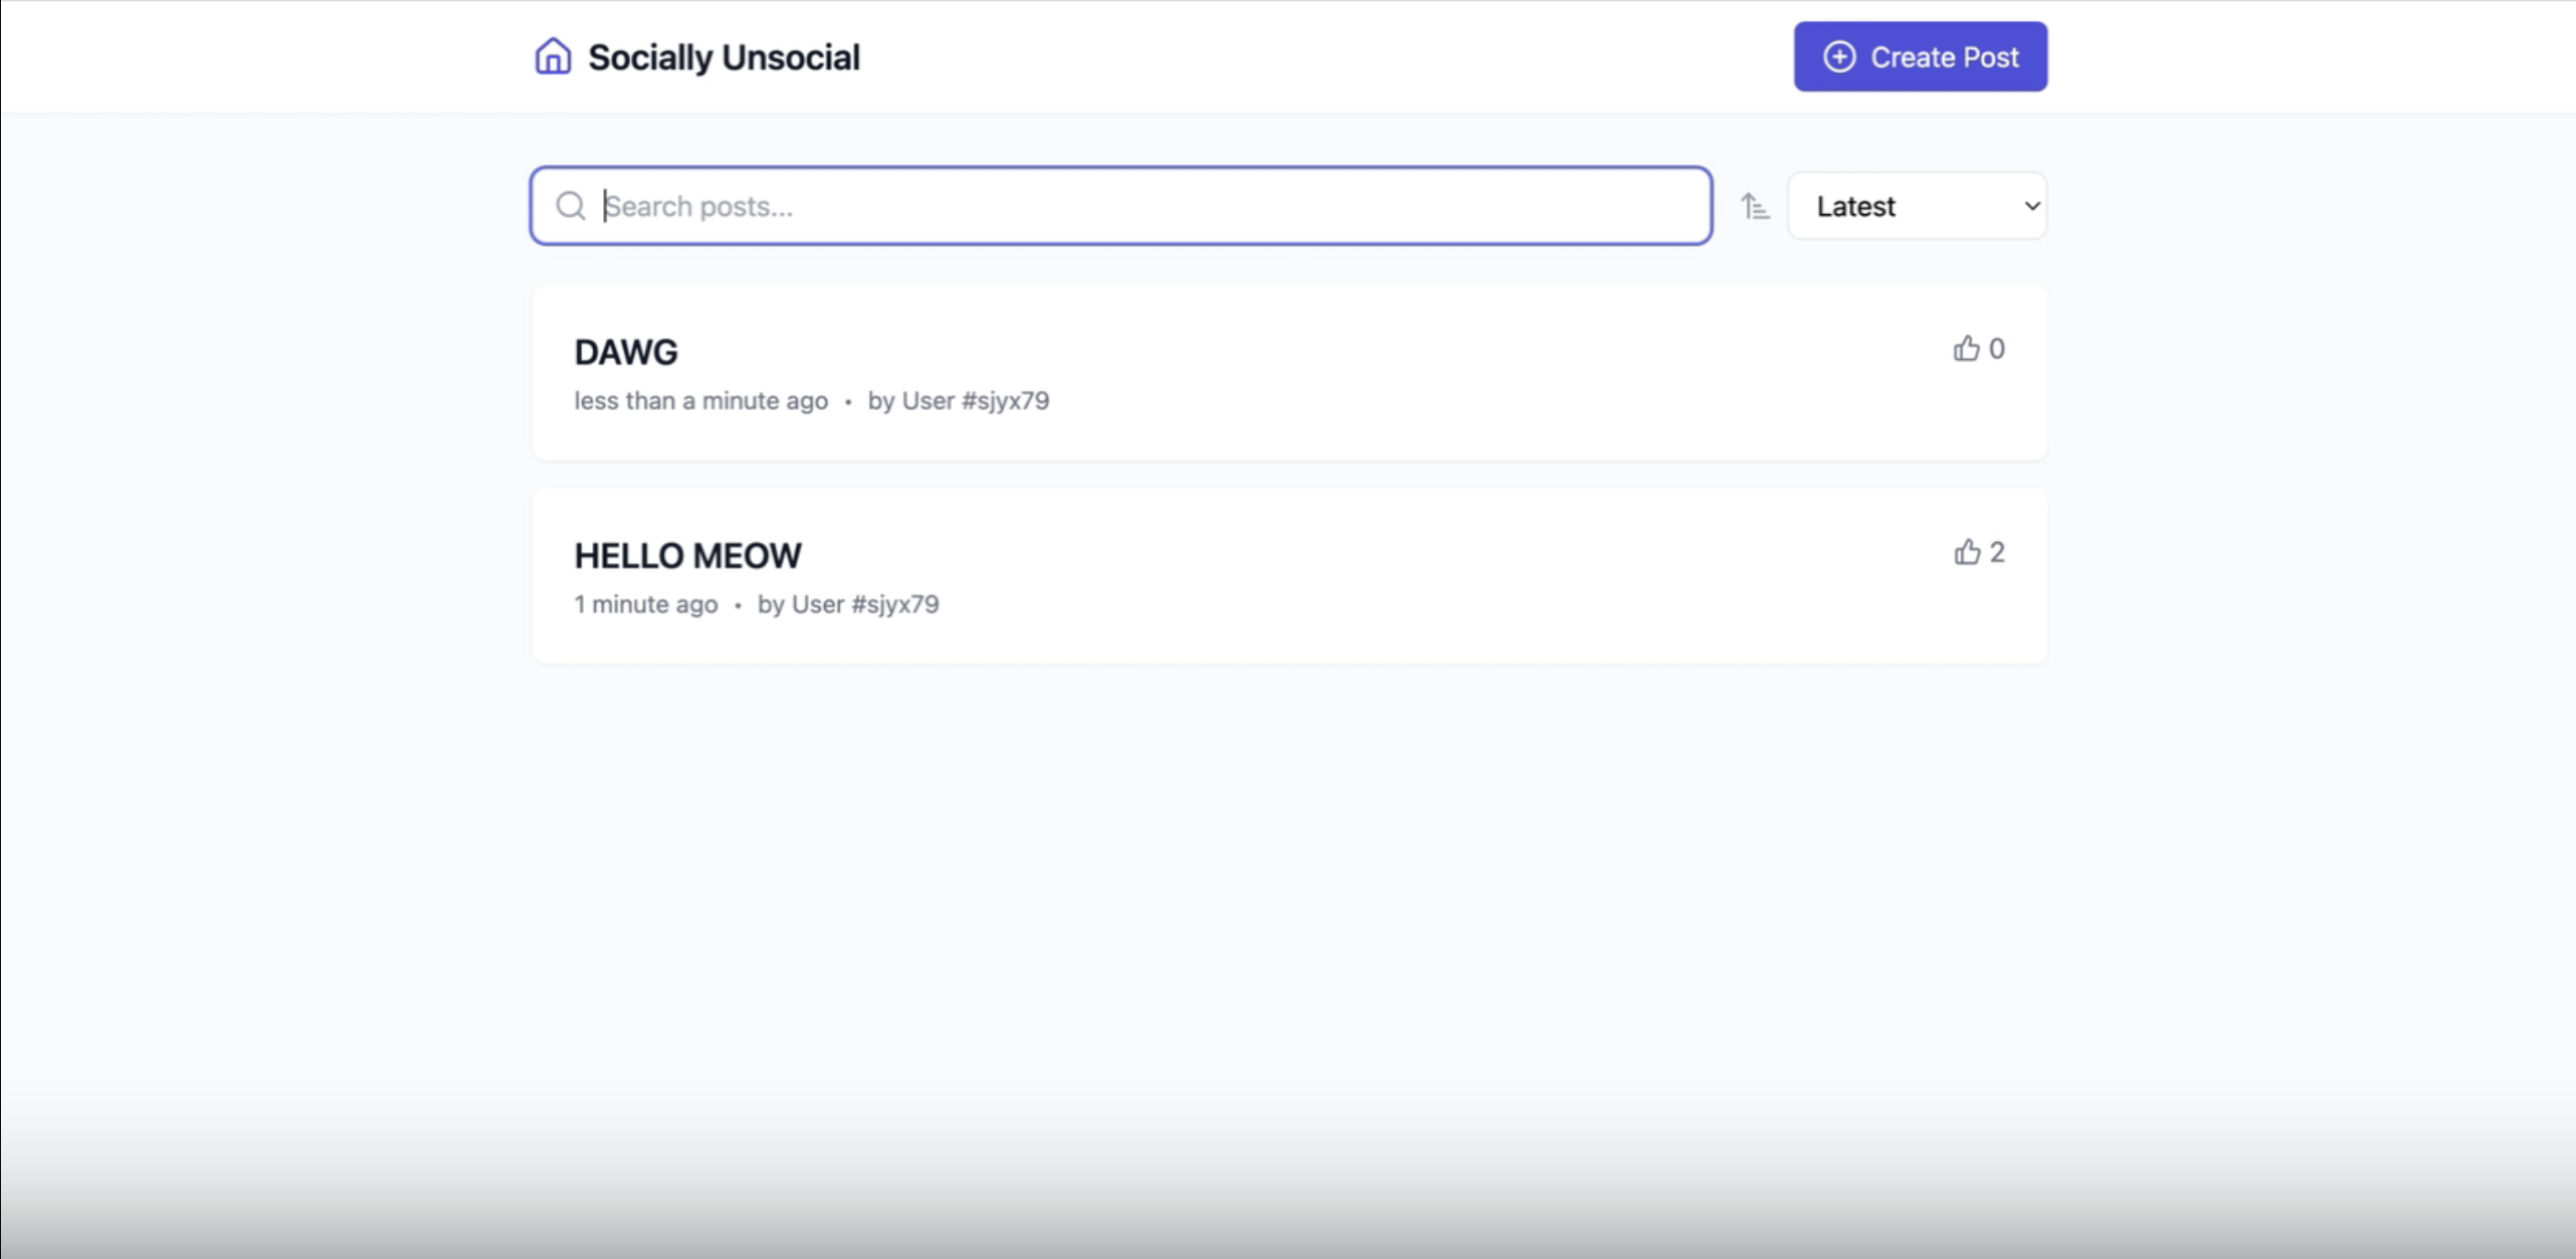 Socially Unsocial
Create Post
Search posts...
Latest
DAWG
0
less than a minute ago • by User #sjyx79
HELLO MEOW
2
1 minute ago • by User #sjyx79